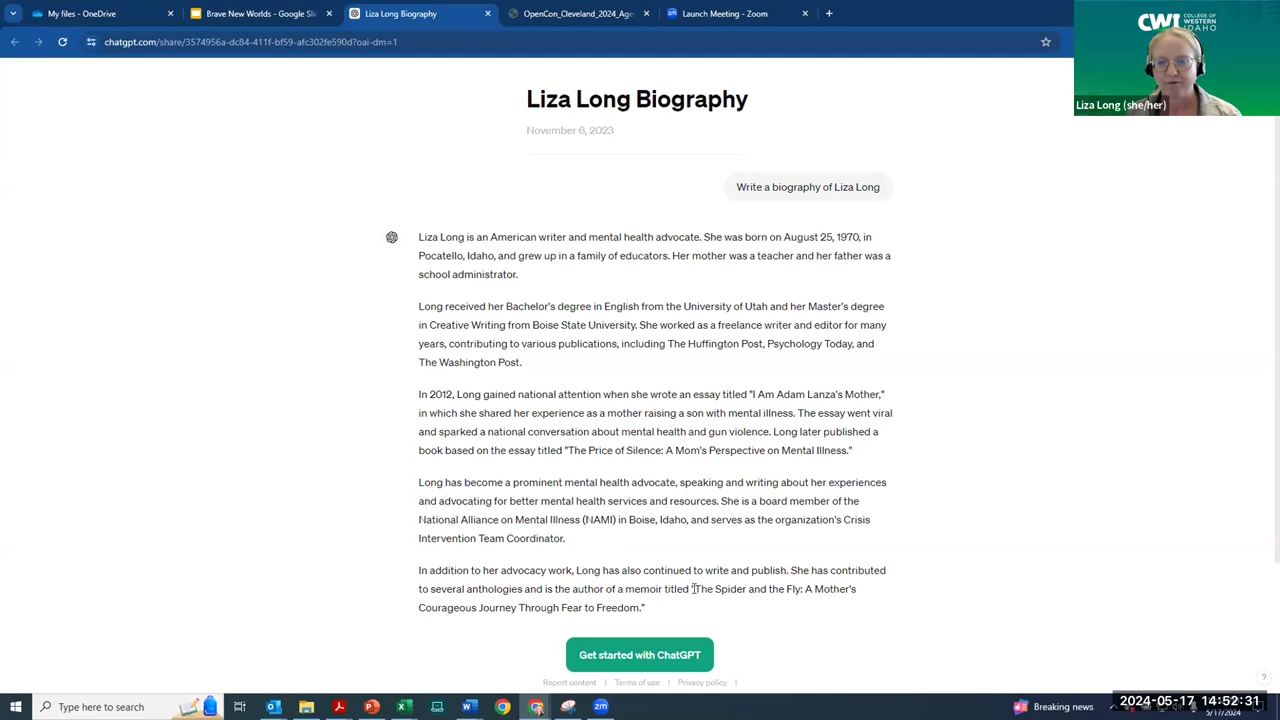 My files - OneDrive
Brave New Worlds - Google Sli
Liza Long Biography
OpenCon_Cleveland_2024_Age
Launch Meeting - Zoom
chatgpt.com/share/3574956a-dc84-411f-bf59-afc302fe590d?oai-dm=1
CWI COLLEGE OF WESTERN IDAHO
Liza Long (she/her)
Liza Long Biography
November 6, 2023
Write a biography of Liza Long
Liza Long is an American writer and mental health advocate. She was born on August 25, 1970, in
Pocatello, Idaho, and grew up in a family of educators. Her mother was a teacher and her father was a
school administrator.
Long received her Bachelor's degree in English from the University of Utah and her Master's degree
in Creative Writing from Boise State University. She worked as a freelance writer and editor for many
years, contributing to various publications, including The Huffington Post, Psychology Today, and
The Washington Post.
In 2012, Long gained national attention when she wrote an essay titled "I Am Adam Lanza's Mother,"
in which she shared her experience as a mother raising a son with mental illness. The essay went viral
and sparked a national conversation about mental health and gun violence. Long later published a
book based on the essay titled "The Price of Silence: A Mom's Perspective on Mental Illness."
Long has become a prominent mental health advocate, speaking and writing about her experiences
and advocating for better mental health services and resources. She is a board member of the
National Alliance on Mental Illness (NAMI) in Boise, Idaho, and serves as the organization's Crisis
Intervention Team Coordinator.
In addition to her advocacy work, Long has also continued to write and publish. She has contributed
to several anthologies and is the author of a memoir titled "The Spider and the Fly: A Mother's
Courageous Journey Through Fear to Freedom."
Get started with ChatGPT
Report content | Terms of use | Privacy policy |
?
Type here to search
Breaking news
2024-05-17 14:52:31
5/17/2024